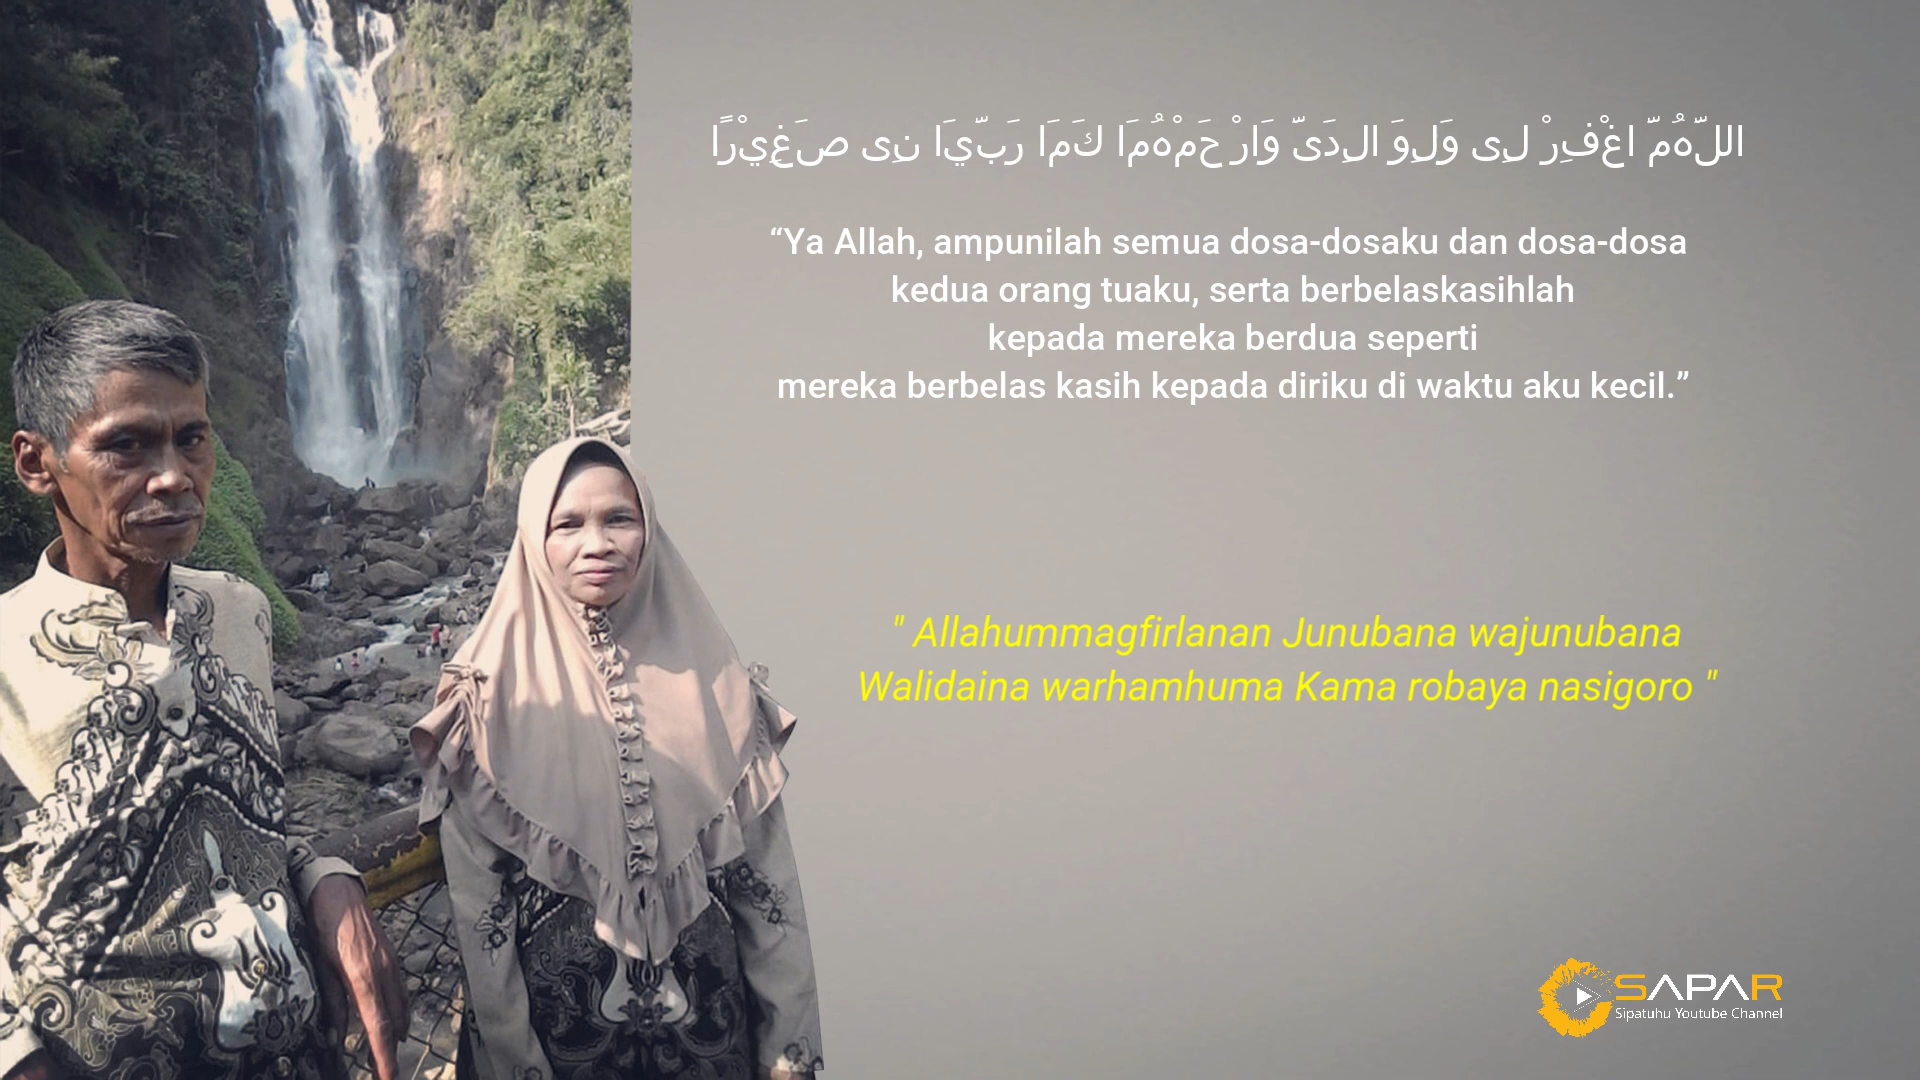 اللّهُمّ اغْفِرْ لِى وَلِوَ الِدَىّ وَارْ حَمْهُمَا كَمَا رَبّيَا نِى صَغِيْرًا
“Ya Allah, ampunilah semua dosa-dosaku dan dosa-dosa
kedua orang tuaku, serta berbelaskasihlah
kepada mereka berdua seperti
mereka berbelas kasih kepada diriku di waktu aku kecil.”
" Allahummagfirlanan Junubana wajunubana
Walidaina warhamhuma Kama robaya nasigoro "
SAPAR
Sipatuhu Youtube Channel